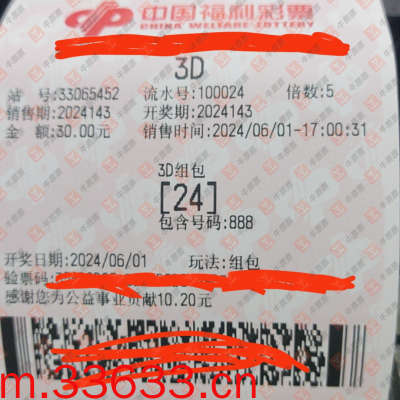 中国福利彩票
CHINA WELFARE LOTTERY
3D
站 号:33065452 流水号:100024 倍数:5
销售期:2024143 开奖期:2024143
金 额:30.00元 销售时间:2024/06/01-17:00:31
3D组包
[24]
包含号码:888
开奖日期:2024/06/01 玩法:组包
验票码:
感谢您为公益事业贡献10.20元
m.33633.cn